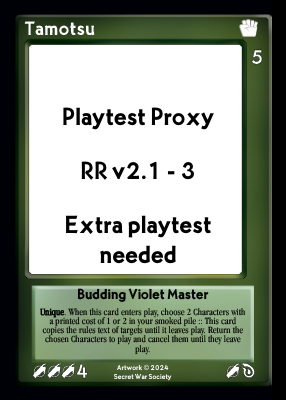 Tamotsu
5
Playtest Proxy
RR v2.1 - 3
Extra playtest
needed
Budding Violet Master
Unique. When this card enters play, choose 2 Characters with
a printed cost of 1 or 2 in your smoked pile :: This card
copies the rules text of targets until it leaves play. Return the
chosen Characters to play and cancel them until they leave
play.
4
Artwork © 2024
Secret War Society